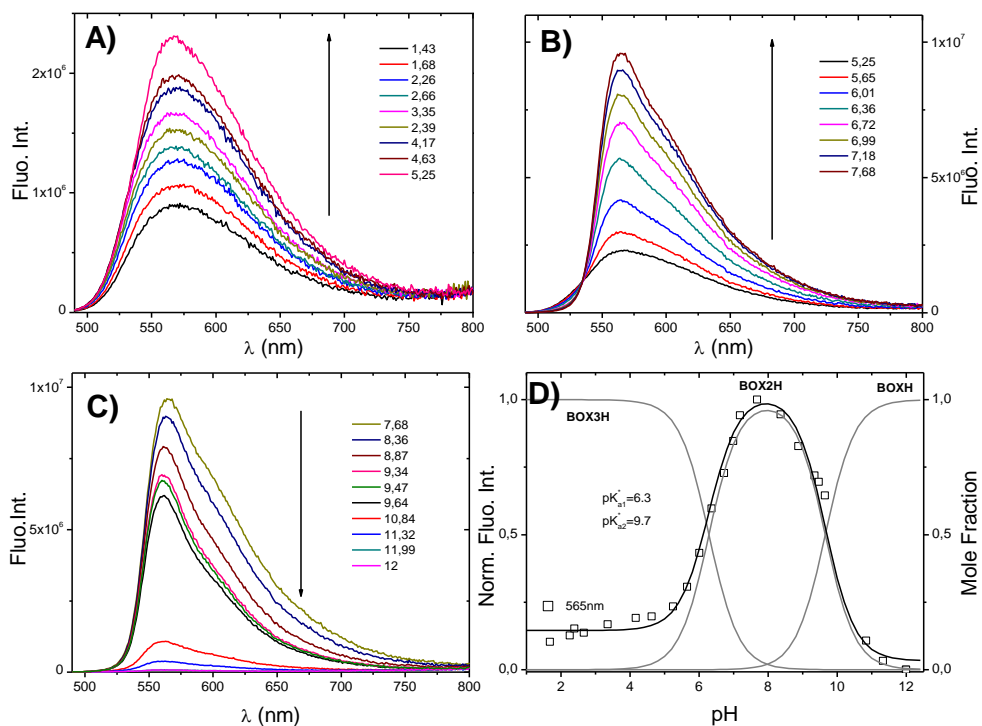 A)
Fluo. Int.
2x10⁶
1x10⁶
0
500 550 600 650 700 750 800
λ (nm)
1,43
1,68
2,26
2,66
3,35
2,39
4,17
4,63
5,25
B)
Fluo. Int.
1x10⁷
5x10⁶
0
500 550 600 650 700 750 800
λ (nm)
5,25
5,65
6,01
6,36
6,72
6,99
7,18
7,68
C)
Fluo.Int.
1x10⁷
5x10⁶
0
500 550 600 650 700 750 800
λ (nm)
7,68
8,36
8,87
9,34
9,47
9,64
10,84
11,32
11,99
12
D)
BOX3H
BOX2H
BOXH
pK*a1=6.3
pK*a2=9.7
565nm
Norm. Fluo. Int.
1,0
0,5
0,0
Mole Fraction
1,0
0,5
0,0
2 4 6 8 10 12
pH